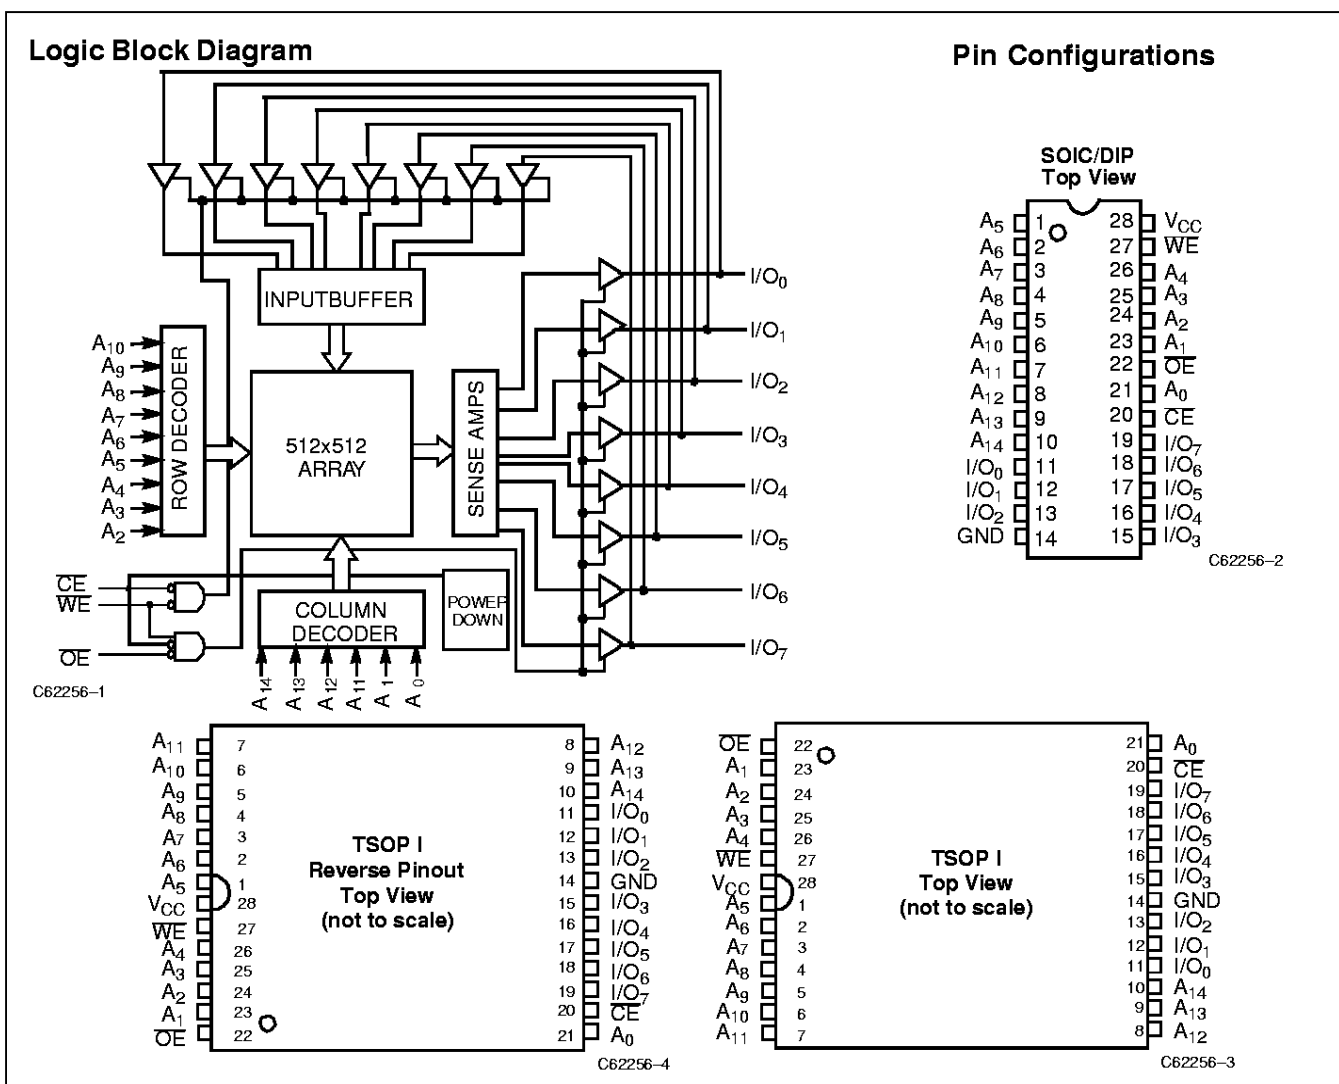 Logic Block Diagram
INPUTBUFFER
A10
A9
A8
A7
A6
A5
A4
A3
A2
ROW DECODER
512x512
ARRAY
SENSE AMPS
I/O0
I/O1
I/O2
I/O3
I/O4
I/O5
I/O6
I/O7
CE
WE
OE
COLUMN
DECODER
POWER
DOWN
A14
A13
A12
A11
A1
A0
C62256–1
Pin Configurations
SOIC/DIP
Top View
A5 1 28 VCC
A6 2 27 WE
A7 3 26 A4
A8 4 25 A3
A9 5 24 A2
A10 6 23 A1
A11 7 22 OE
A12 8 21 A0
A13 9 20 CE
A14 10 19 I/O7
I/O0 11 18 I/O6
I/O1 12 17 I/O5
I/O2 13 16 I/O4
GND 14 15 I/O3
C62256–2
A11 7 8 A12
A10 6 9 A13
A9 5 10 A14
A8 4 11 I/O0
A7 3 12 I/O1
A6 2 13 I/O2
A5 1 14 GND
VCC 28 15 I/O3
WE 27 16 I/O4
A4 26 17 I/O5
A3 25 18 I/O6
A2 24 19 I/O7
A1 23 20 CE
OE 22 21 A0
TSOP I
Reverse Pinout
Top View
(not to scale)
C62256–4
OE 22 21 A0
A1 23 20 CE
A2 24 19 I/O7
A3 25 18 I/O6
A4 26 17 I/O5
WE 27 16 I/O4
VCC 28 15 I/O3
A5 1 14 GND
A6 2 13 I/O2
A7 3 12 I/O1
A8 4 11 I/O0
A9 5 10 A14
A10 6 9 A13
A11 7 8 A12
TSOP I
Top View
(not to scale)
C62256–3